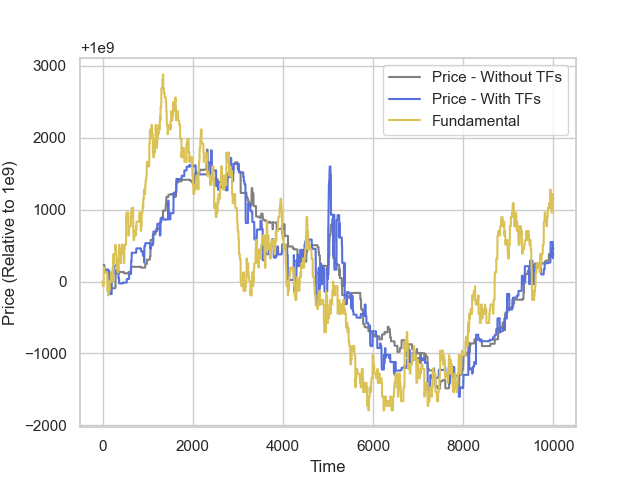 +1e9
3000
2000
1000
0
−1000
−2000
Price (Relative to 1e9)
Price - Without TFs
Price - With TFs
Fundamental
0
2000
4000
6000
8000
10000
Time